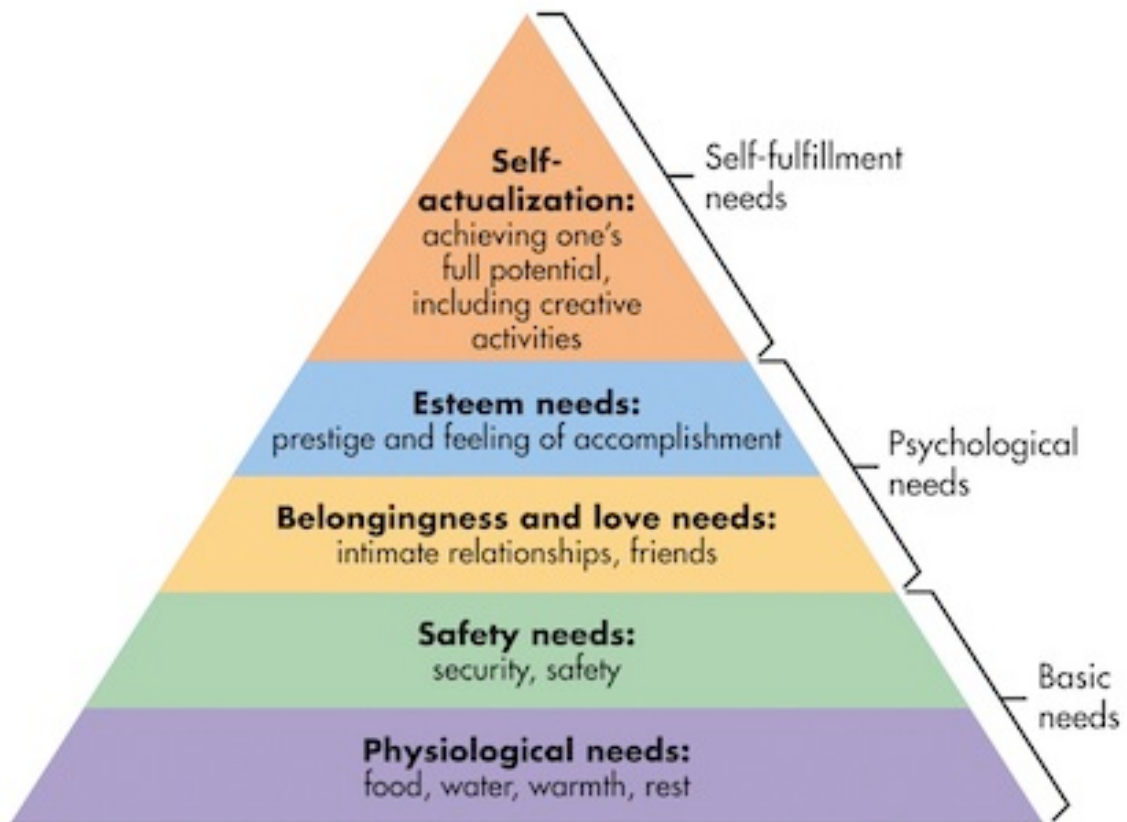 Self-
actualization:
achieving one's
full potential,
including creative
activities
Self-fulfillment
needs
Esteem needs:
prestige and feeling of accomplishment
Psychological
needs
Belongingness and love needs:
intimate relationships, friends
Safety needs:
security, safety
Basic
needs
Physiological needs:
food, water, warmth, rest